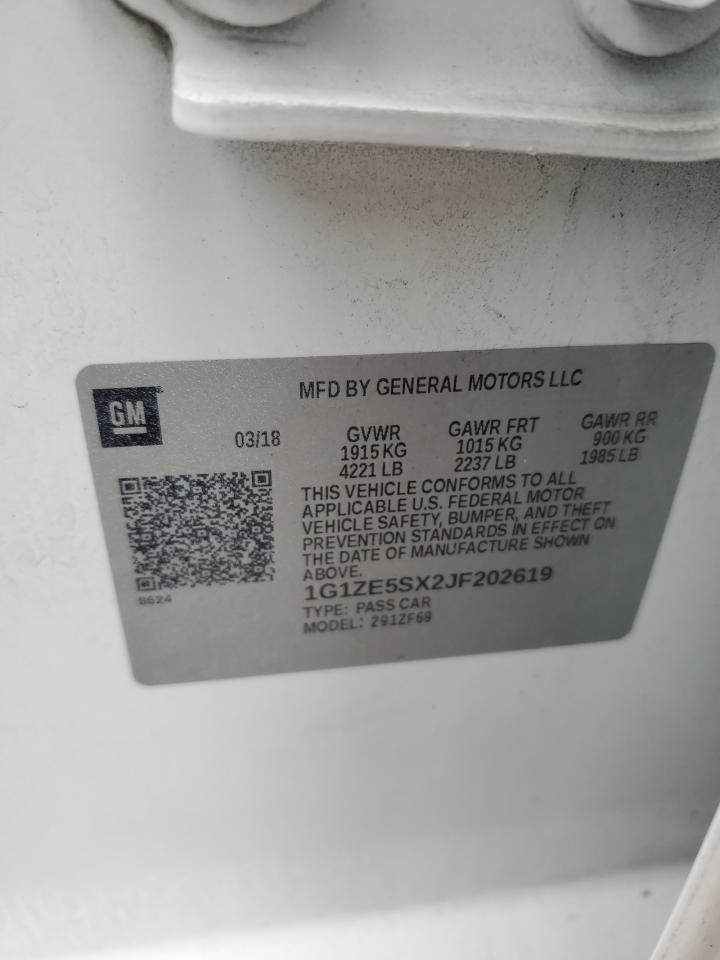 GM
MFD BY GENERAL MOTORS LLC
03/18
GVWR
1915 KG
4221 LB
GAWR FRT
1015 KG
2237 LB
GAWR RR
900 KG
1985 LB
THIS VEHICLE CONFORMS TO ALL
APPLICABLE U.S. FEDERAL MOTOR
VEHICLE SAFETY, BUMPER, AND THEFT
PREVENTION STANDARDS IN EFFECT ON
THE DATE OF MANUFACTURE SHOWN
ABOVE.
1G1ZE5SX2JF202619
TYPE: PASS CAR
MODEL: 291ZF69
S624